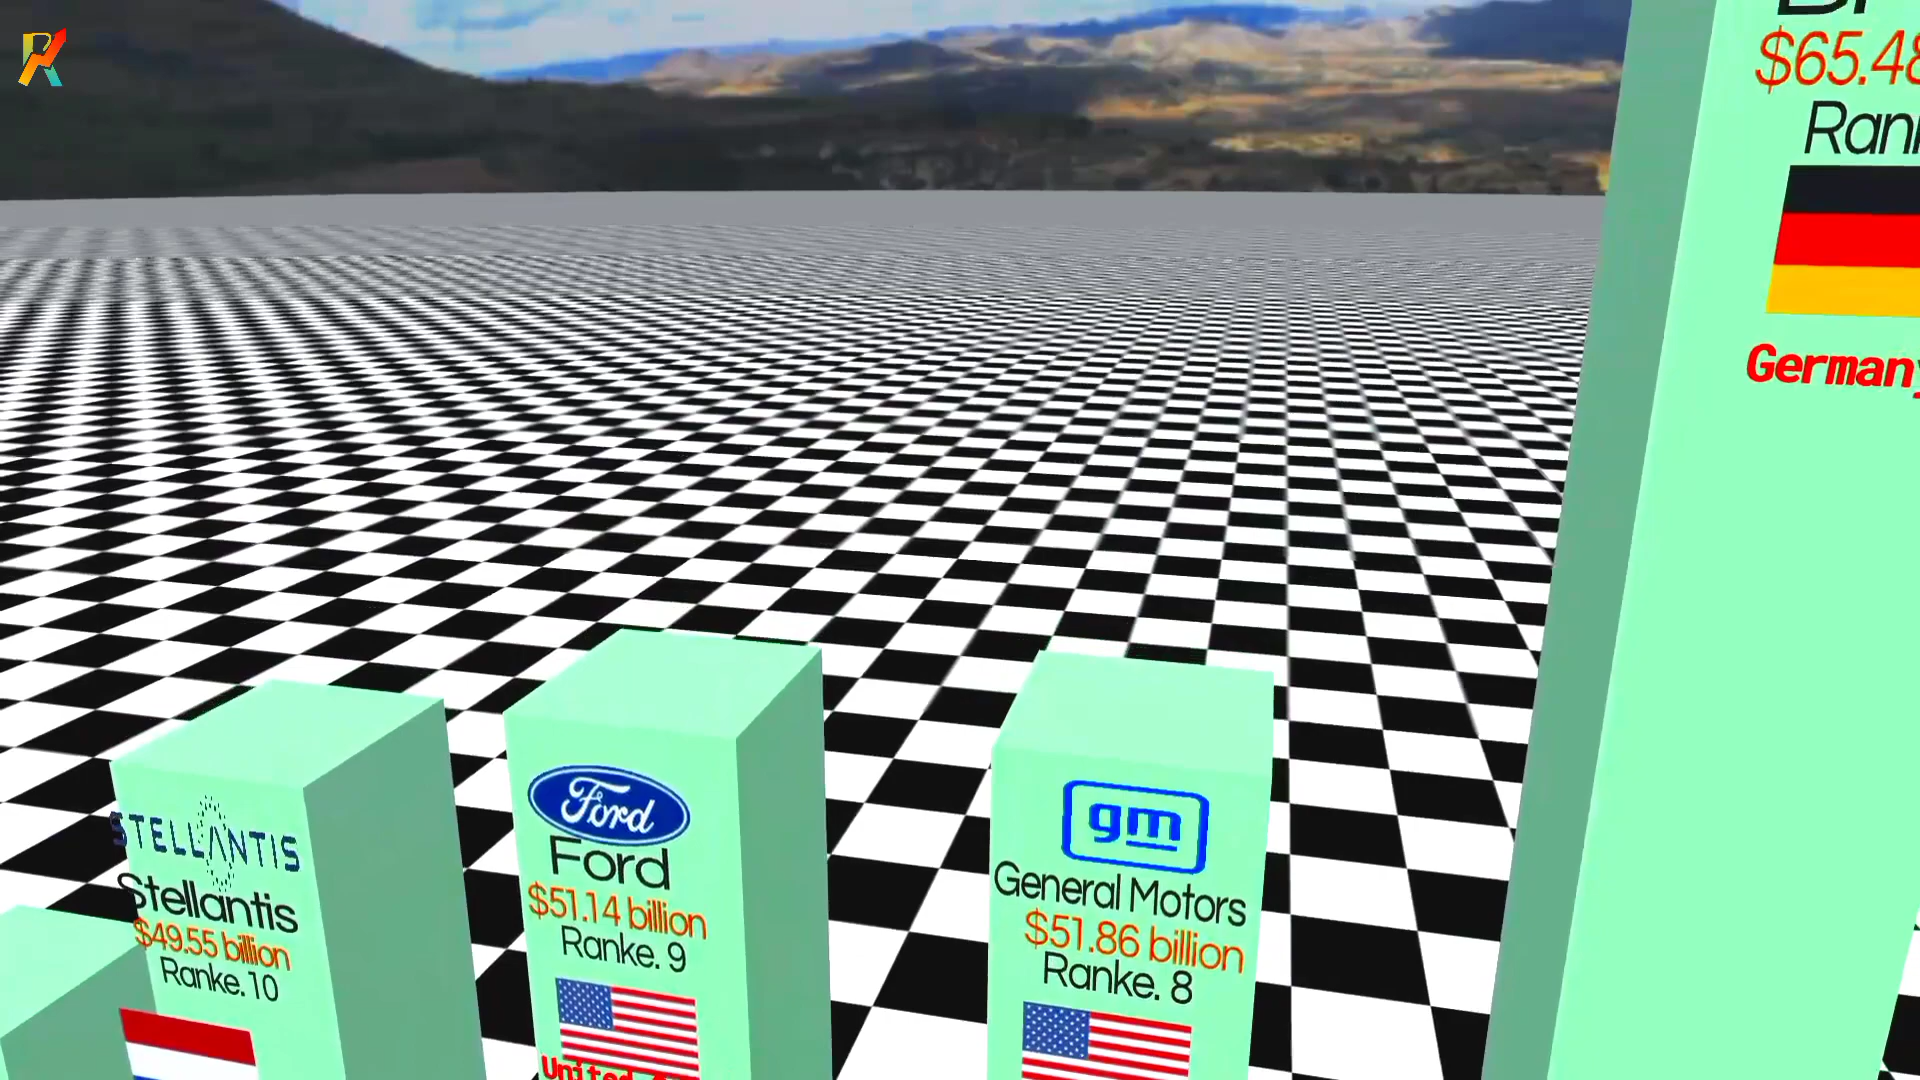 STELLANTIS
Stellantis
$49.55 billion
Ranke. 10
Ford
Ford
$51.14 billion
Ranke. 9
United
gm
General Motors
$51.86 billion
Ranke. 8
$65.48
Germany